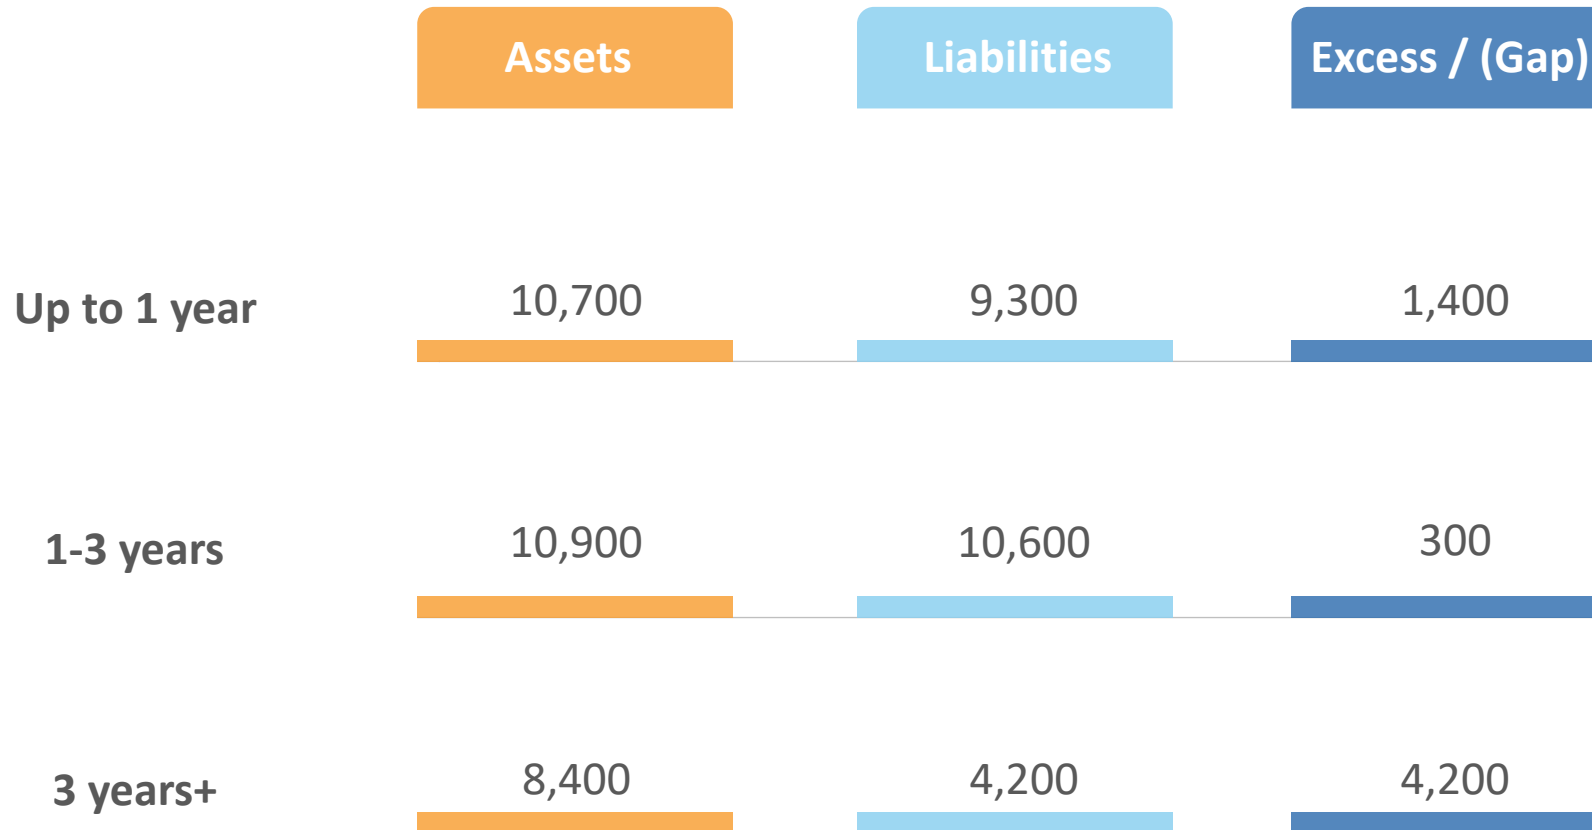 Assets Liabilities Excess / (Gap)
Up to 1 year 10,700 9,300 1,400
1-3 years 10,900 10,600 300
3 years+ 8,400 4,200 4,200